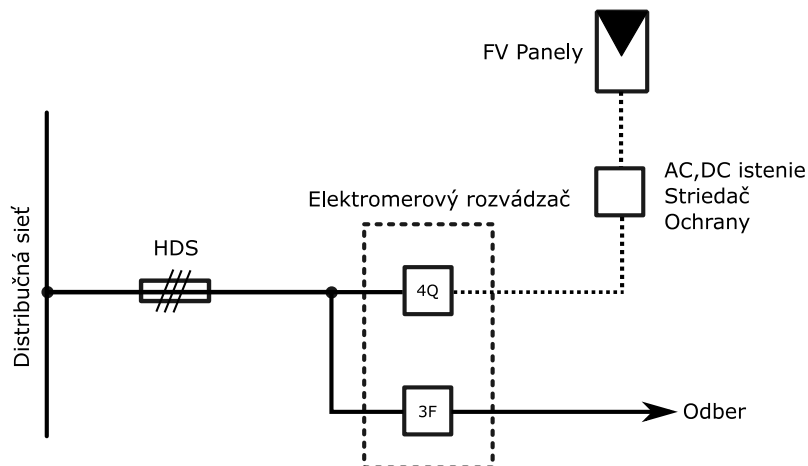 FV Panely
AC,DC istenie
Striedač
Ochrany
Elektromerový rozvádzač
HDS
Distribučná sieť
4Q
3F
Odber